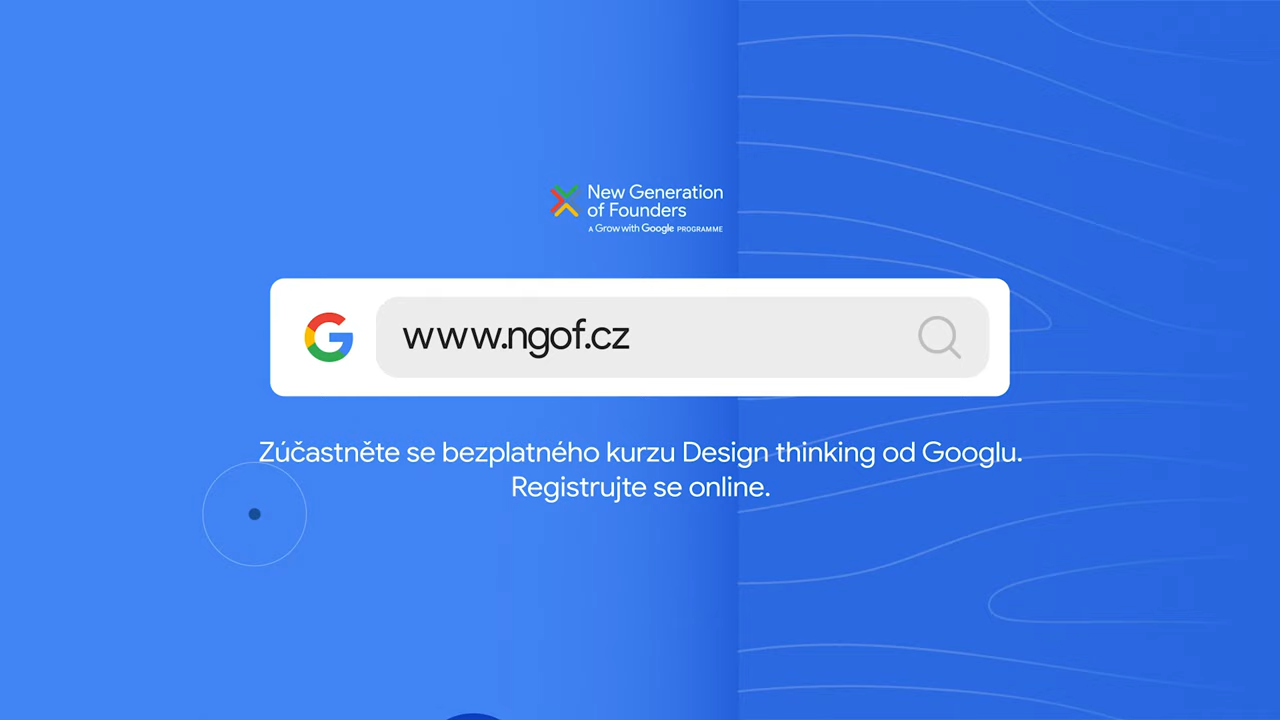 New Generation
of Founders
A Grow with Google PROGRAMME
www.ngof.cz
Zúčastněte se bezplatného kurzu Design thinking od Googlu.
Registrujte se online.